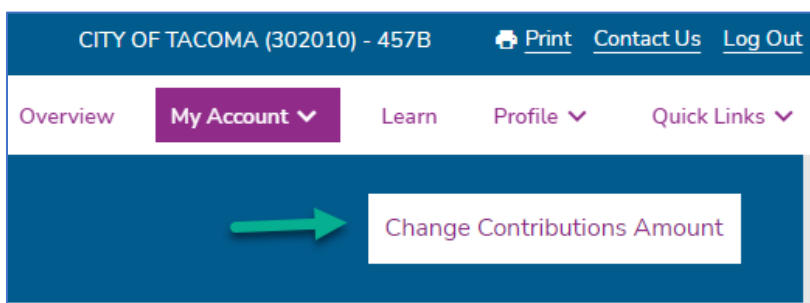 CITY OF TACOMA (302010) - 457B Print Contact Us Log Out
Overview My Account Learn Profile Quick Links
Change Contributions Amount